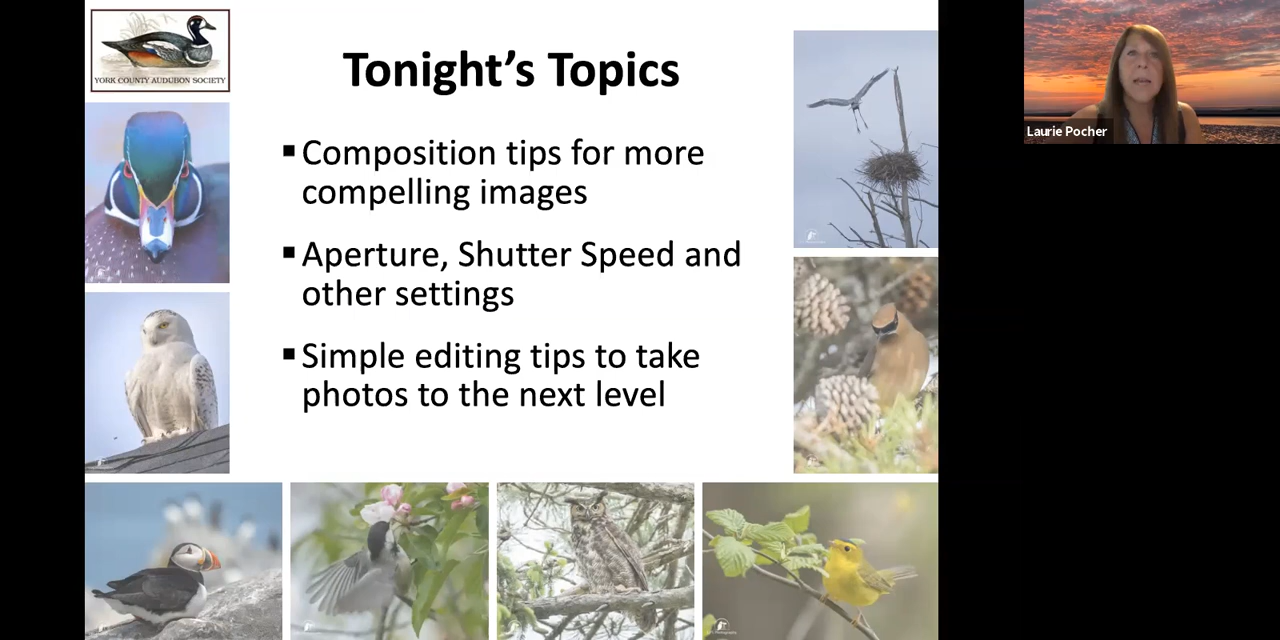 YORK COUNTY AUDUBON SOCIETY
Tonight’s Topics
▪ Composition tips for more
compelling images
▪ Aperture, Shutter Speed and
other settings
▪ Simple editing tips to take
photos to the next level
Laurie Pocher